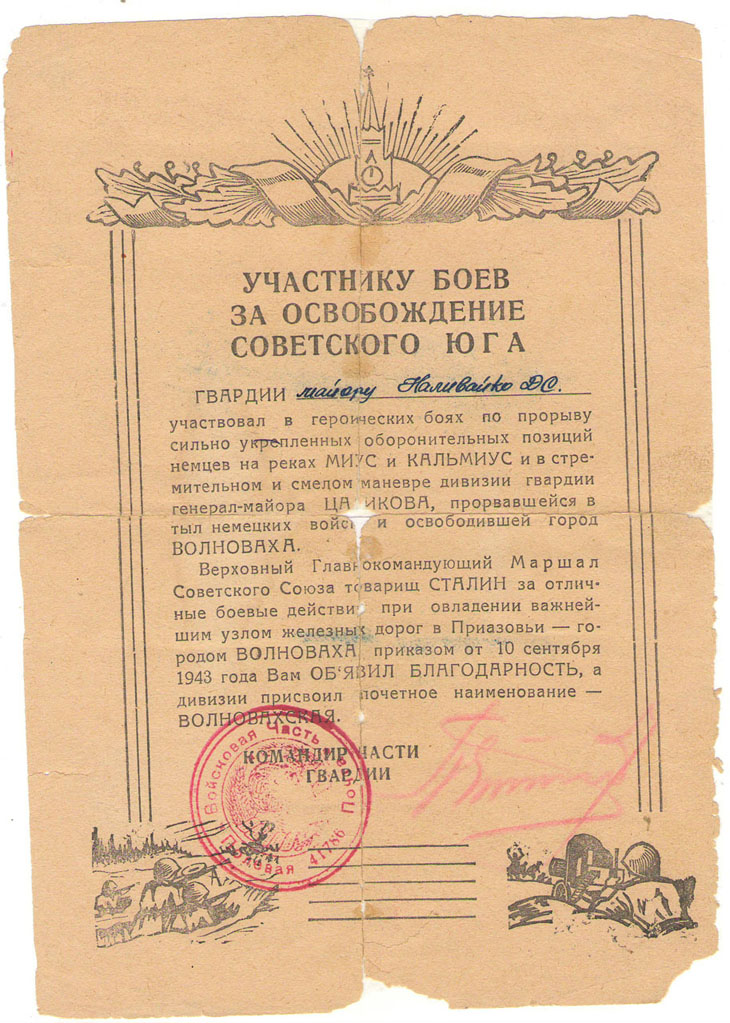 УЧАСТНИКУ БОЕВ
ЗА ОСВОБОЖДЕНИЕ
СОВЕТСКОГО ЮГА
ГВАРДИИ майору Наливайко Д.С.
участвовал в героических боях по прорыву
сильно укрепленных оборонительных позиций
немцев на реках МИУС и КАЛЬМИУС и в стре-
мительном и смелом маневре дивизии гвардии
генерал-майора ЦАЛИКОВА, прорвавшейся в
тыл немецких войск и освободившей город
ВОЛНОВАХА.
Верховный Главнокомандующий Маршал
Советского Союза товарищ СТАЛИН за отлич-
ные боевые действия при овладении важней-
шим узлом железных дорог в Приазовьи — го-
родом ВОЛНОВАХА приказом от 10 сентября
1943 года Вам ОБ'ЯВИЛ БЛАГОДАРНОСТЬ, а
дивизии присвоил почетное наименование —
ВОЛНОВАХСКАЯ.
КОМАНДИР ЧАСТИ
ГВАРДИИ
Войсковая Часть
Полевая 41786